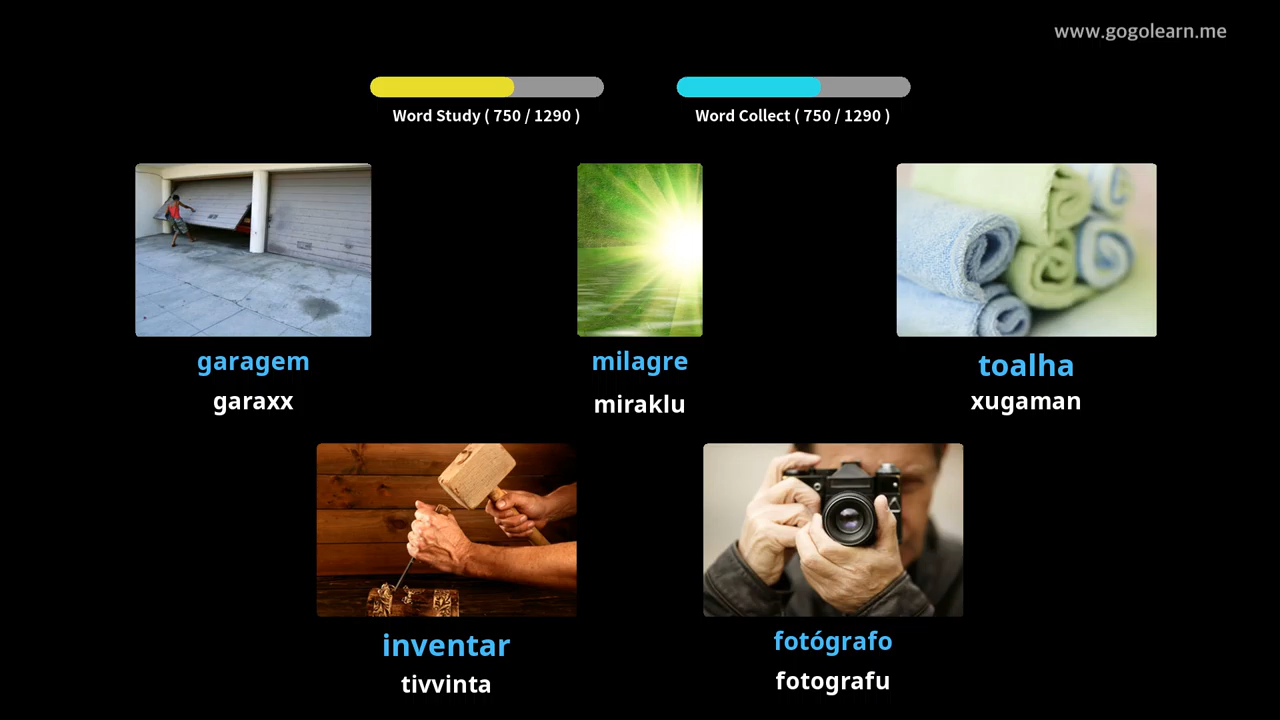 www.gogolearn.me
Word Study ( 750 / 1290 )
Word Collect ( 750 / 1290 )
garagem
garaxx
milagre
miraklu
toalha
xugaman
inventar
tivvinta
fotógrafo
fotografu